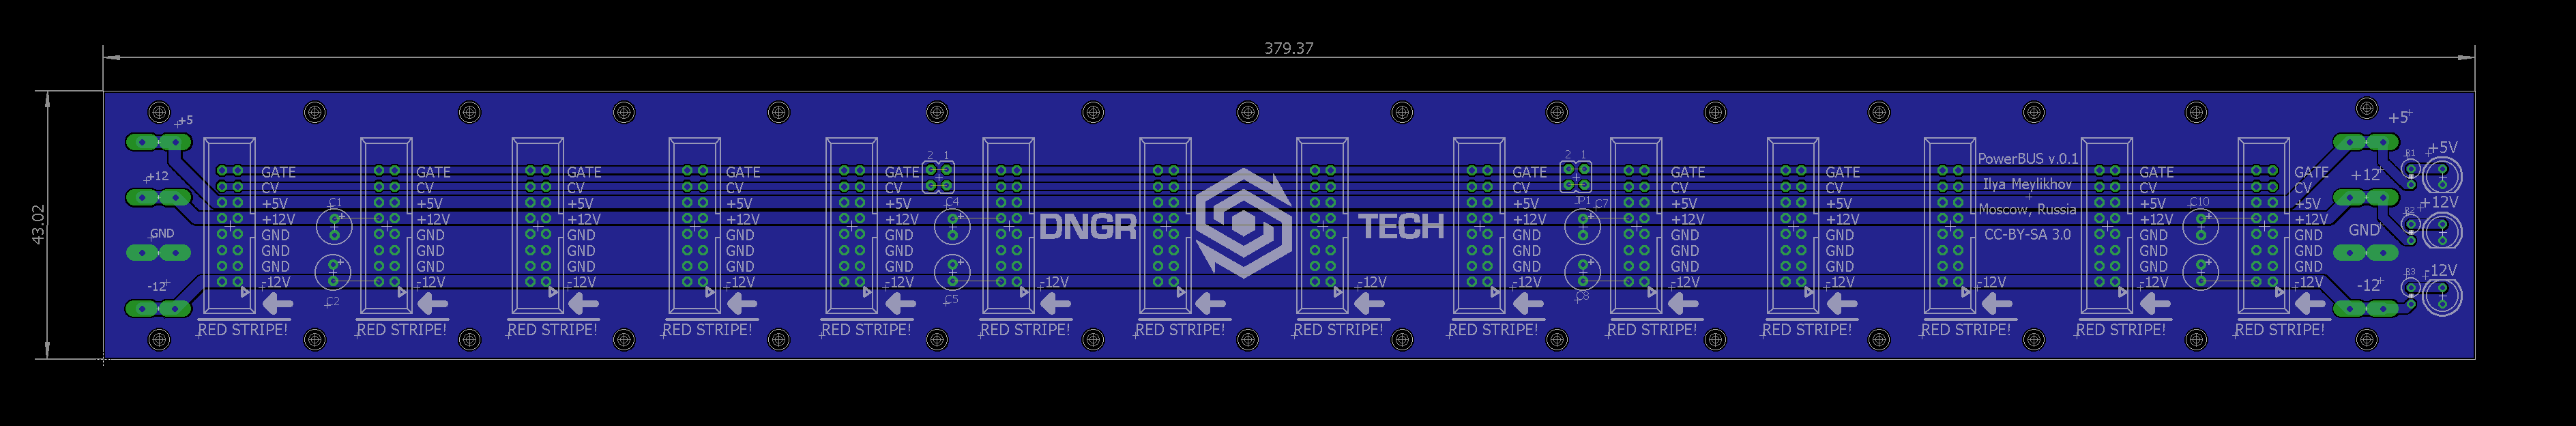 379.37
43.02
+5
+12
GND
-12
GATE
CV
+5V
+12V
GND
GND
GND
-12V
RED STRIPE!
C1
C2
GATE
CV
+5V
+12V
GND
GND
GND
-12V
RED STRIPE!
GATE
CV
+5V
+12V
GND
GND
GND
-12V
RED STRIPE!
GATE
CV
+5V
+12V
GND
GND
GND
-12V
RED STRIPE!
GATE
CV
+5V
+12V
GND
GND
GND
-12V
RED STRIPE!
2 1
C4
C5
-12V
RED STRIPE!
DNGR TECH
RED STRIPE!
-12V
RED STRIPE!
GATE
CV
+5V
+12V
GND
GND
GND
-12V
RED STRIPE!
2 1
JP1
C7
C8
GATE
CV
+5V
+12V
GND
GND
GND
-12V
RED STRIPE!
GATE
CV
+5V
+12V
GND
GND
GND
-12V
RED STRIPE!
PowerBUS v.0.1
Ilya Meylikhov
Moscow, Russia
CC-BY-SA 3.0
-12V
RED STRIPE!
GATE
CV
+5V
+12V
GND
GND
GND
-12V
RED STRIPE!
C10
GATE
CV
+5V
+12V
GND
GND
GND
-12V
RED STRIPE!
+5
+12
GND
-12
R1
+5V
R2
+12V
R3
-12V